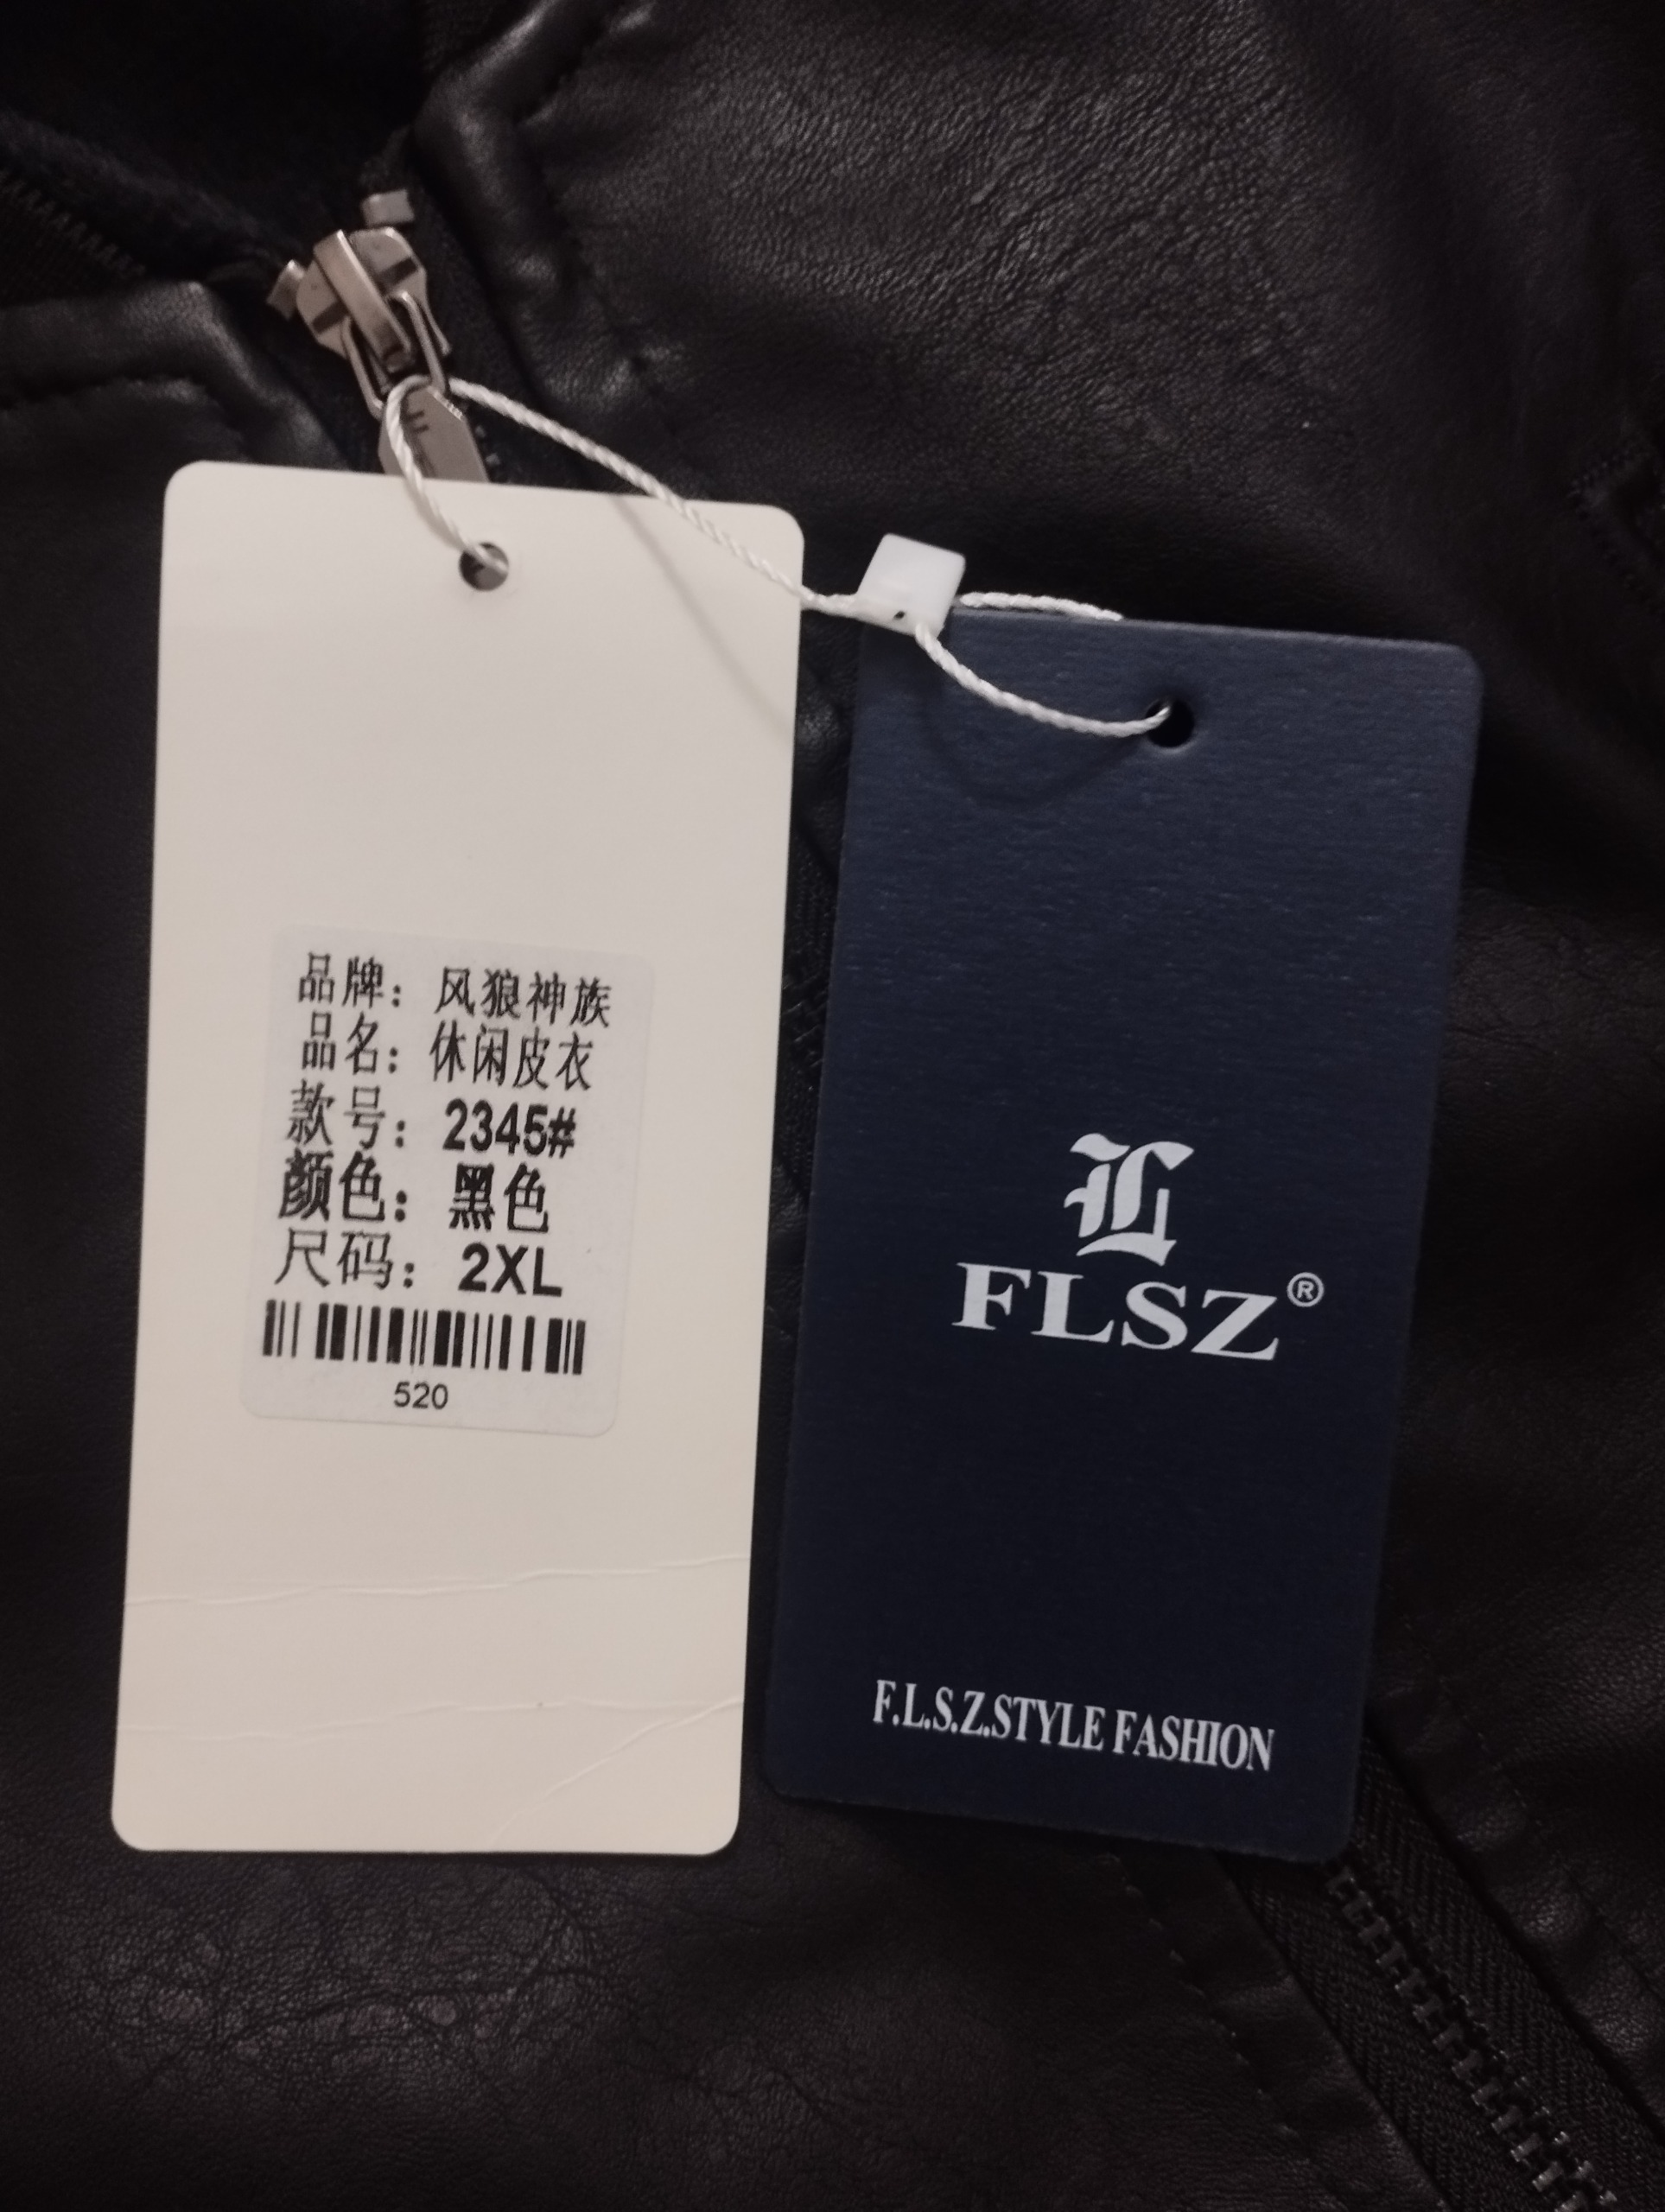 品牌：风狼神族
品名：休闲皮衣
款号：2345#
颜色：黑色
尺码：2XL
520
L
FLSZ®
F.L.S.Z.STYLE FASHION